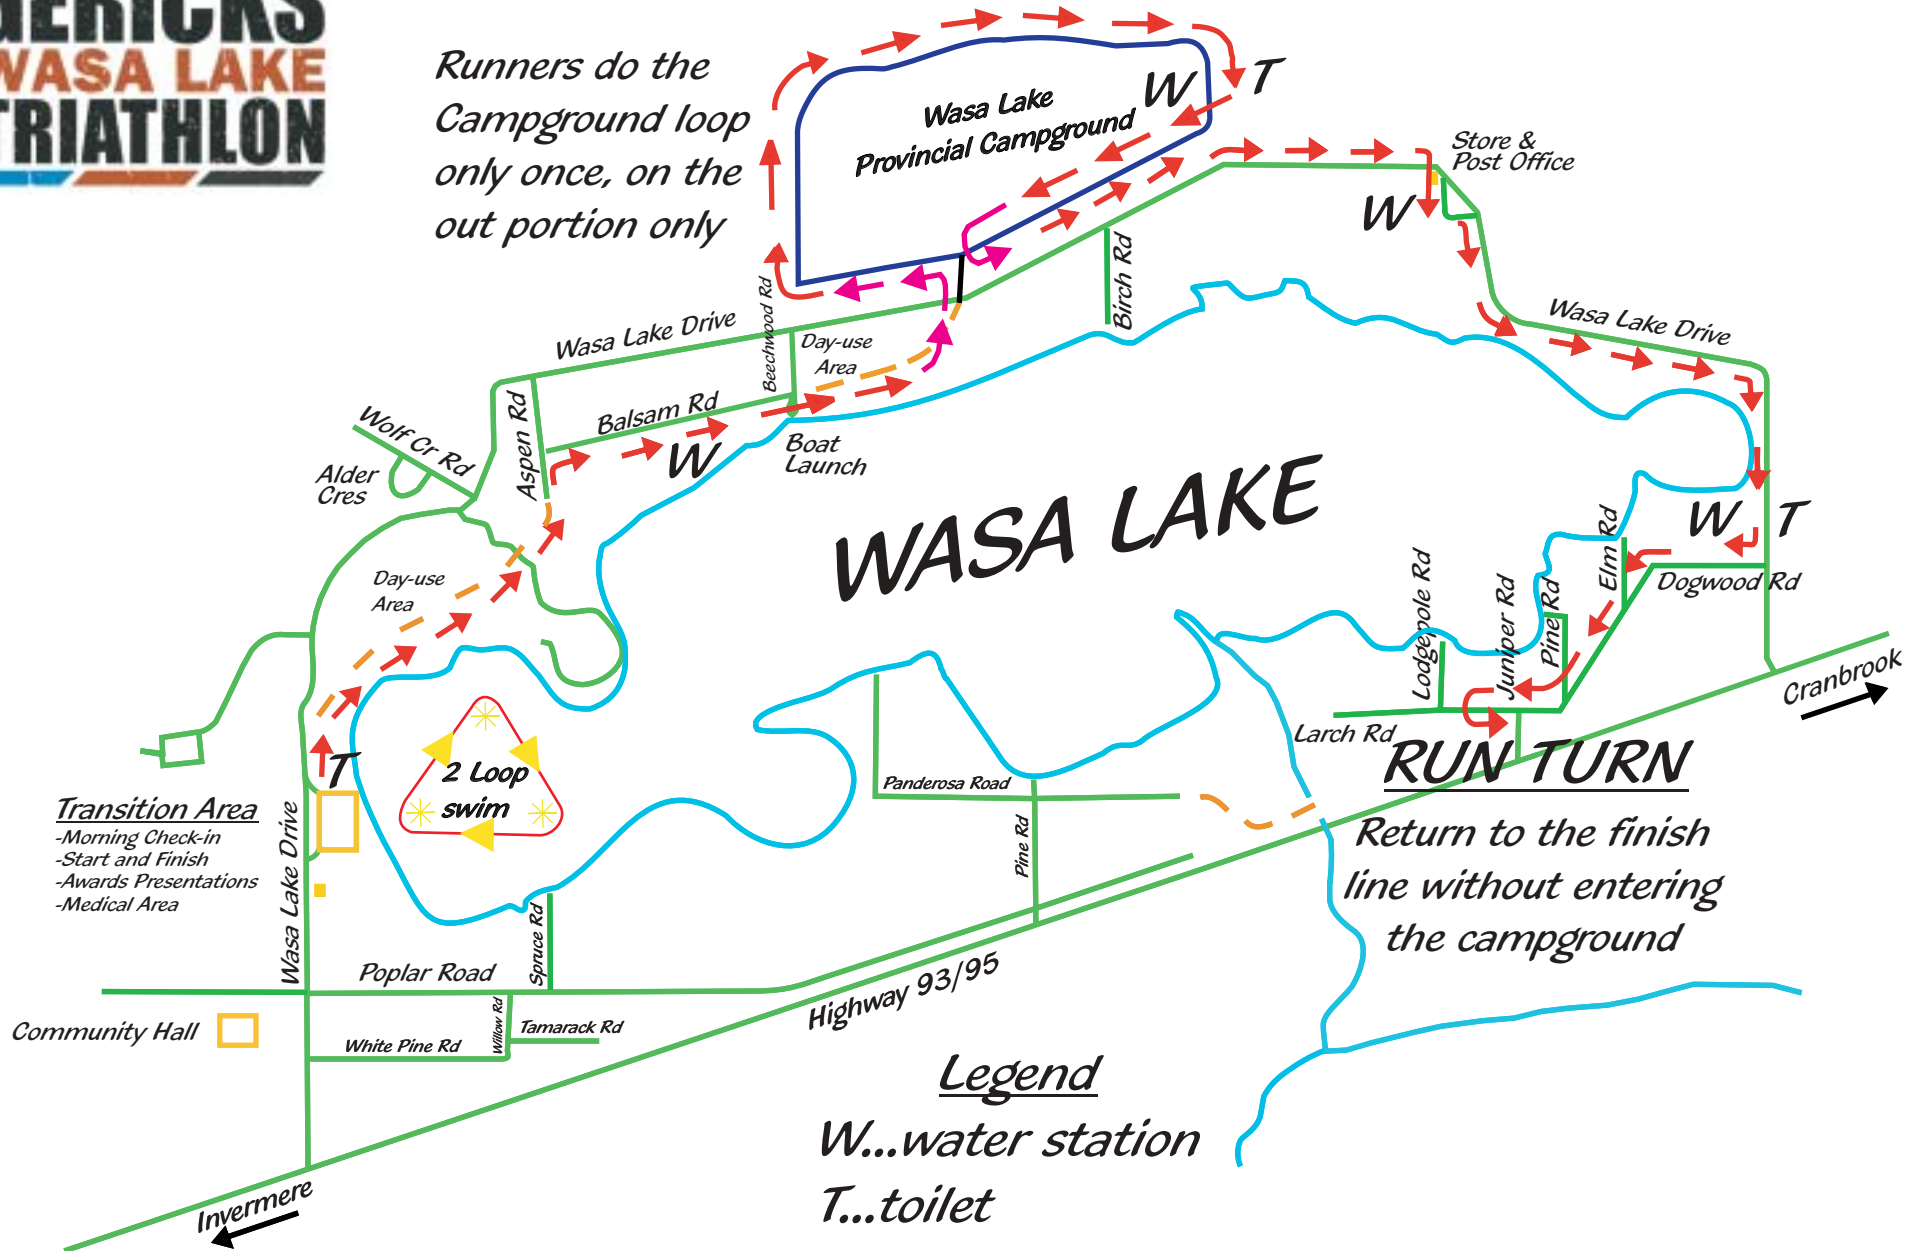 GERICKS
WASA LAKE
TRIATHLON
Runners do the
Campground loop
only once, on the
out portion only
Wasa Lake
Provincial Campground
W
T
Store &
Post Office
W
Birch Rd
Beechwood Rd
Wasa Lake Drive
Day-use
Area
Wasa Lake Drive
Balsam Rd
Aspen Rd
Wolf Cr Rd
Alder
Cres
W
Boat
Launch
WASA LAKE
W
T
Elm Rd
Dogwood Rd
Lodgepole Rd
Juniper Rd
Pine Rd
Day-use
Area
Cranbrook
Larch Rd
RUN TURN
Return to the finish
line without entering
the campground
T
2 Loop
swim
Transition Area
-Morning Check-in
-Start and Finish
-Awards Presentations
-Medical Area
Wasa Lake Drive
Panderosa Road
Pine Rd
Spruce Rd
Poplar Road
Highway 93/95
Community Hall
Willow Rd
Tamarack Rd
White Pine Rd
Invermere
Legend
W...water station
T...toilet